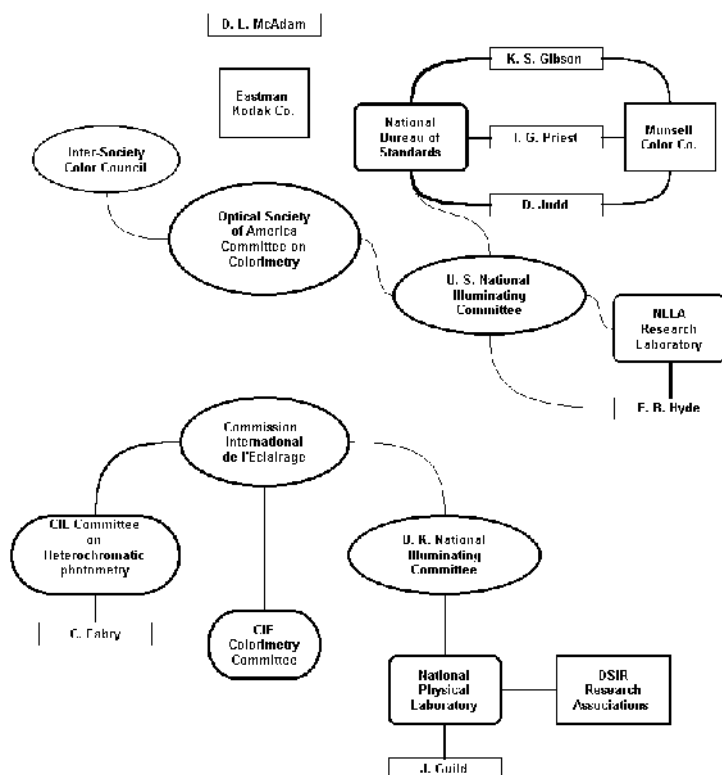 D. L. McAdam
K. S. Gibson
Eastman
Kodak Co.
National
Bureau of
Standards
I. G. Priest
Munsell
Color Co.
Inter-Society
Color Council
D. Judd
Optical Society
of America
Committee on
Colorimetry
U. S. National
Illuminating
Committee
NLLA
Research
Laboratory
F. B. Hyde
Commission
International
de l'Eclairage
CIL Committee
on
Heterochromatic
photometry
U. K. National
Illuminating
Committee
C. Fabry
CIE
Colorimetry
Committee
National
Physical
Laboratory
DSIR
Research
Associations
J. Guild